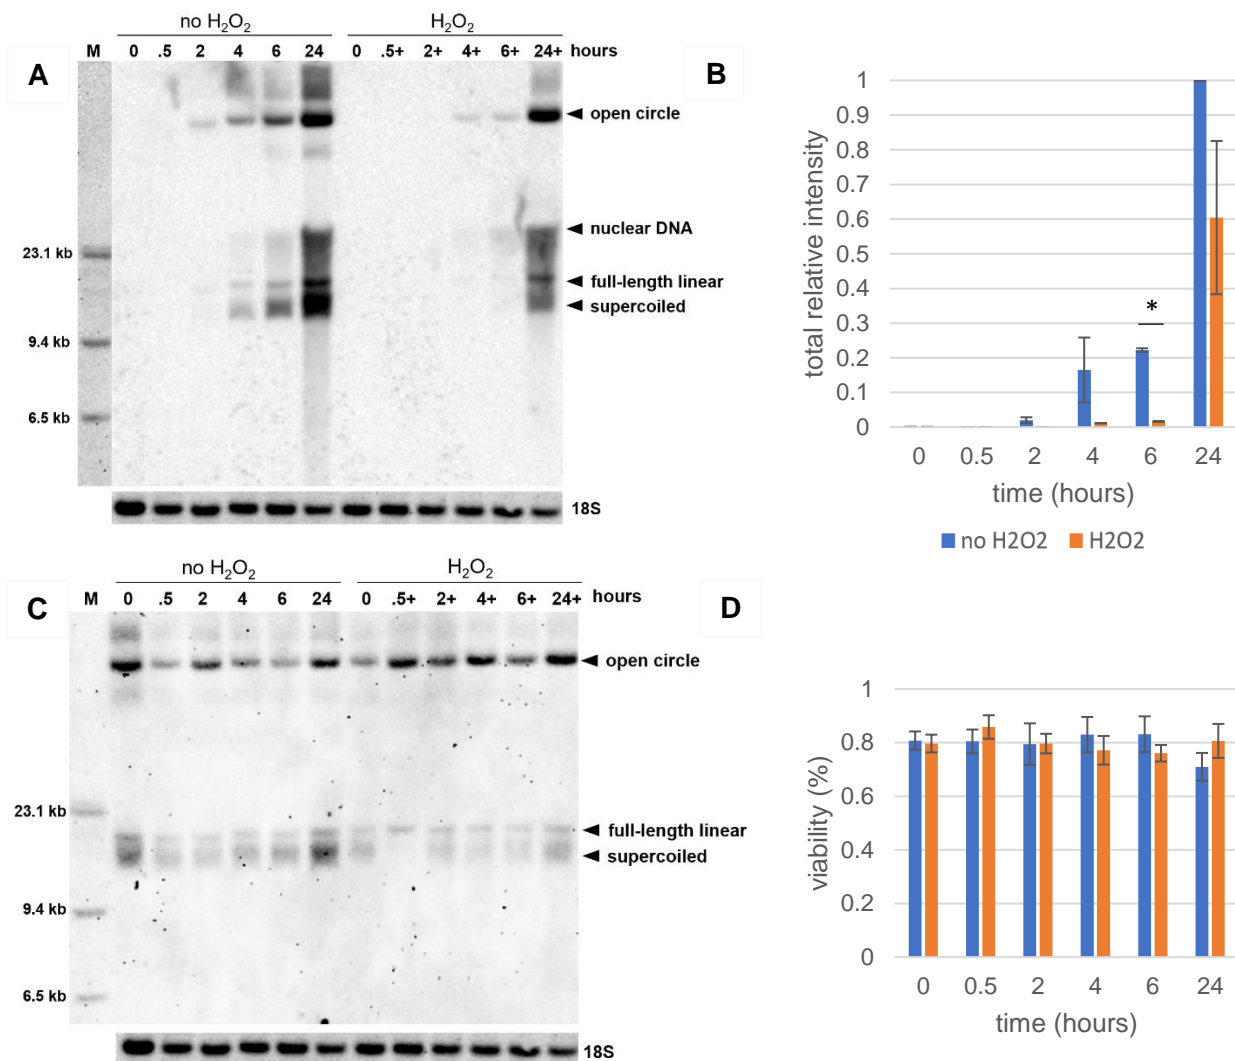 A
no H₂O₂ H₂O₂
M 0 .5 2 4 6 24 0 .5+ 2+ 4+ 6+ 24+ hours
open circle
nuclear DNA
23.1 kb
full-length linear
supercoiled
9.4 kb
6.5 kb
18S
B
1
0.9
0.8
0.7
0.6
0.5
0.4
0.3
0.2
0.1
0
total relative intensity
*
0 0.5 2 4 6 24
time (hours)
no H2O2 H2O2
C
no H₂O₂ H₂O₂
M 0 .5 2 4 6 24 0 .5+ 2+ 4+ 6+ 24+ hours
open circle
23.1 kb
full-length linear
supercoiled
9.4 kb
6.5 kb
18S
D
1
0.8
0.6
0.4
0.2
0
viability (%)
0 0.5 2 4 6 24
time (hours)